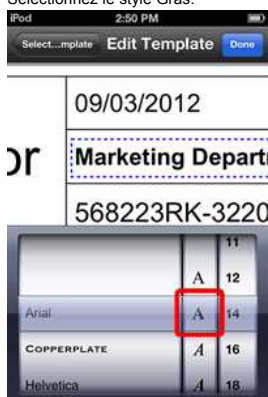 Sélectionnez le style Gras.
iPod 2:50 PM
Select...mplate Edit Template Done
09/03/2012
or Marketing Departr
568223RK-3220
11
A 12
Arial A 14
COPPERPLATE A 16
Helvetica A 18